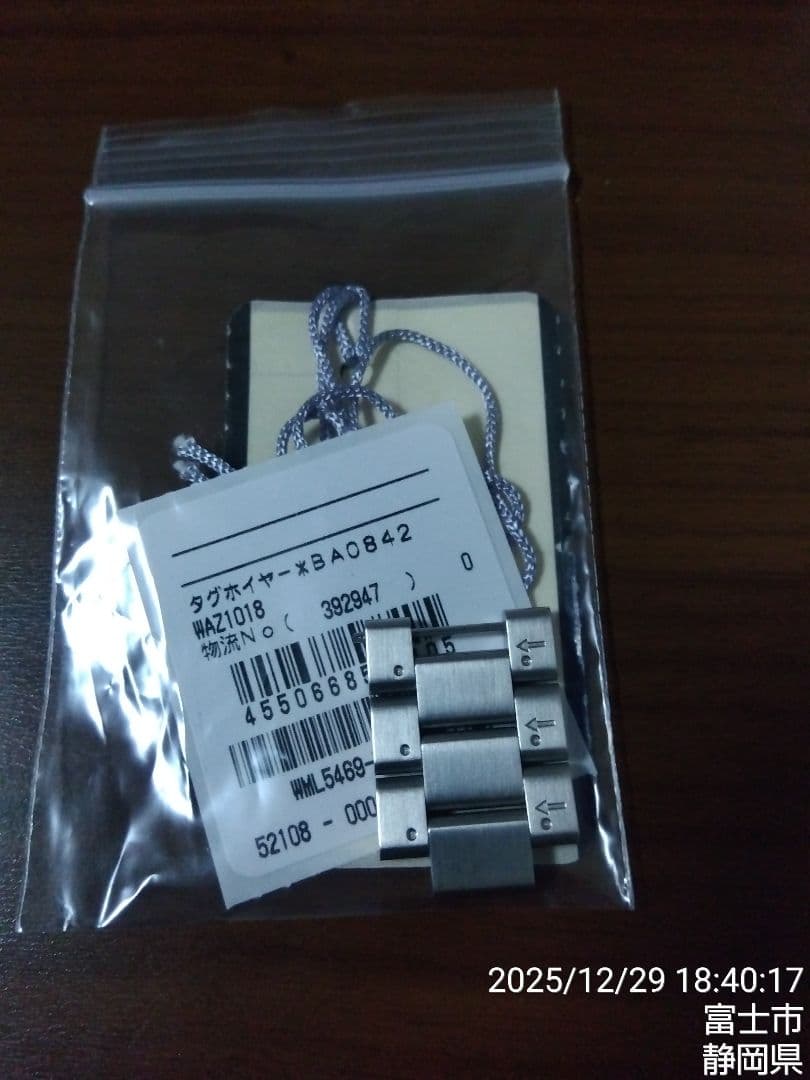 タグホイヤー*BA0842
WAZ1018 0
物流No( 392947 )
4550668
05
WML5469-
52108 - 000
2025/12/29 18:40:17
富士市
静岡県